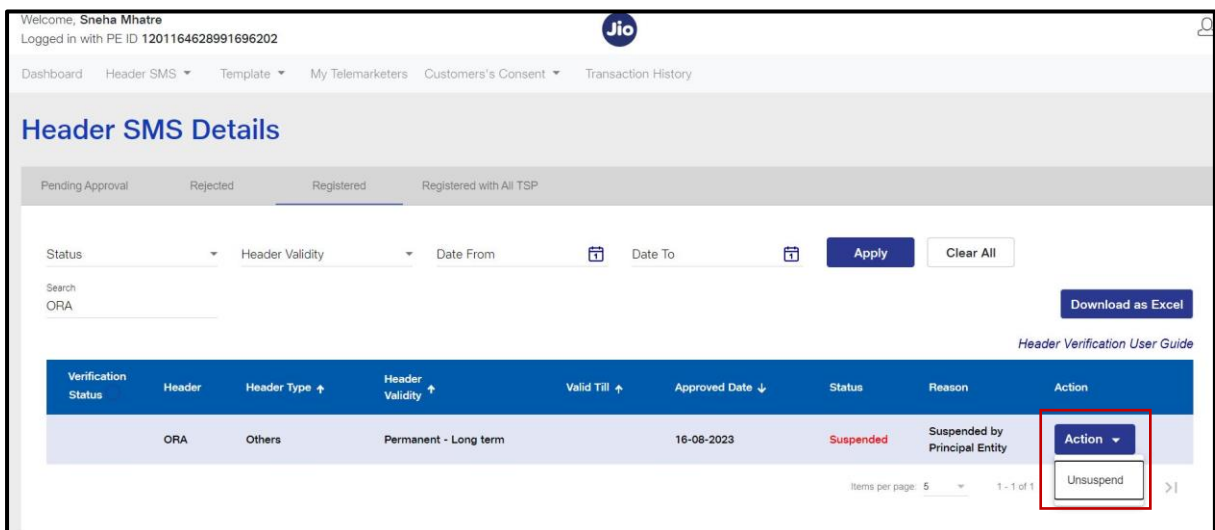 Welcome, Sneha Mhatre
Logged in with PE ID 1201164628991696202
Jio
Dashboard Header SMS Template My Telemarketers Customers's Consent Transaction History
Header SMS Details
Pending Approval Rejected Registered Registered with All TSP
Status Header Validity Date From 1 Date To 1 Apply Clear All
Search
ORA
Download as Excel
Header Verification User Guide
Verification Status Header Header Type ↑ Header Validity ↑ Valid Till ↑ Approved Date ↓ Status Reason Action
ORA Others Permanent - Long term 16-08-2023 Suspended Suspended by Principal Entity Action
Unsuspend
Items per page: 5 1 - 1 of 1